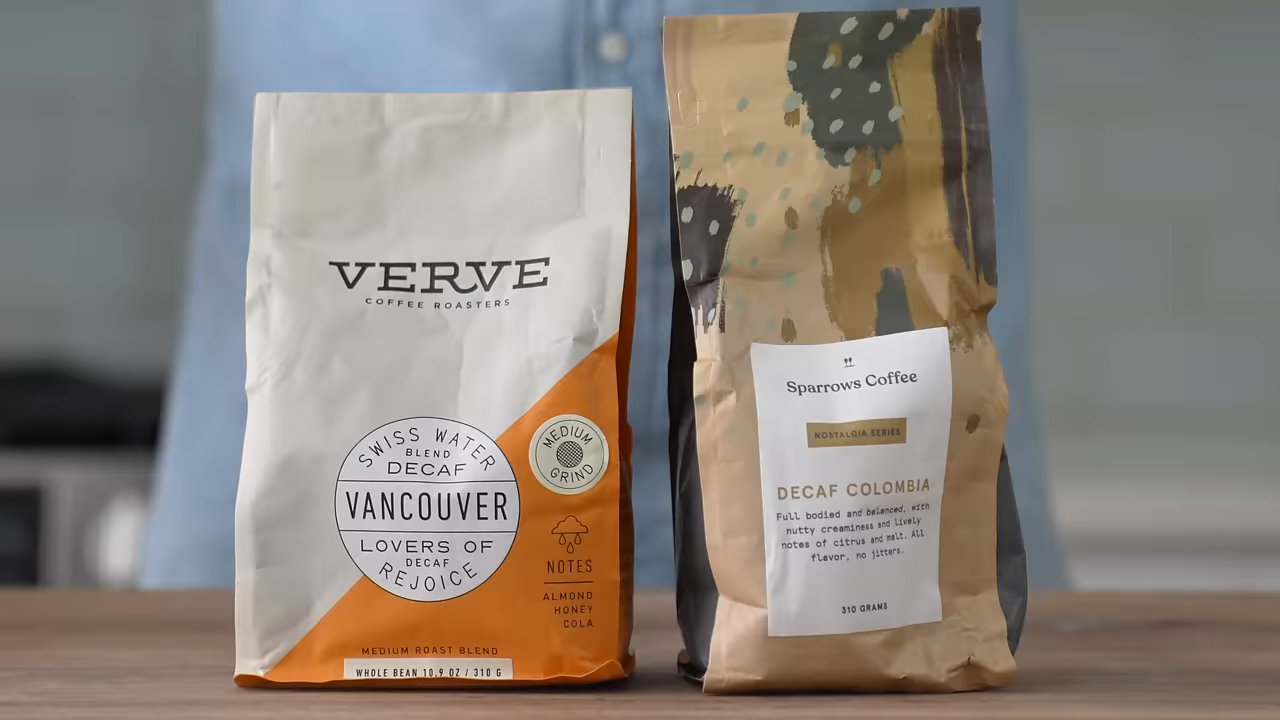 VERVE
COFFEE ROASTERS
SWISS WATER
BLEND
DECAF
VANCOUVER
LOVERS OF
DECAF
REJOICE
MEDIUM
GRIND
NOTES
ALMOND
HONEY
COLA
MEDIUM ROAST BLEND
WHOLE BEAN 10.9 OZ / 310 G
Sparrows Coffee
NOSTALGIA SERIES
DECAF COLOMBIA
Full bodied and balanced, with
nutty creaminess and lively
notes of citrus and malt. All
flavor, no jitters.
310 GRAMS